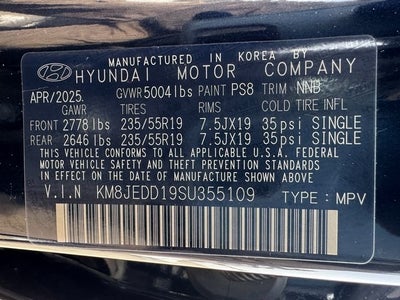 MANUFACTURED IN KOREA BY
HYUNDAI MOTOR COMPANY
APR/2025. GVWR 5004lbs PAINT PS8 TRIM NNB
GAWR TIRES RIMS COLD TIRE INFL
FRONT 2778lbs 235/55R19 7.5JX19 35psi SINGLE
REAR 2646lbs 235/55R19 7.5JX19 35psi SINGLE
THIS VEHICLE CONFORMS TO ALL APPLICABLE U.S.A. FEDERAL
MOTOR VEHICLE SAFETY, BUMPER, AND THEFT PREVENTION STANDARDS
IN EFFECT ON THE DATE OF MANUFACTURE SHOWN ABOVE.
V.I.N KM8JEDD19SU355109 TYPE: MPV